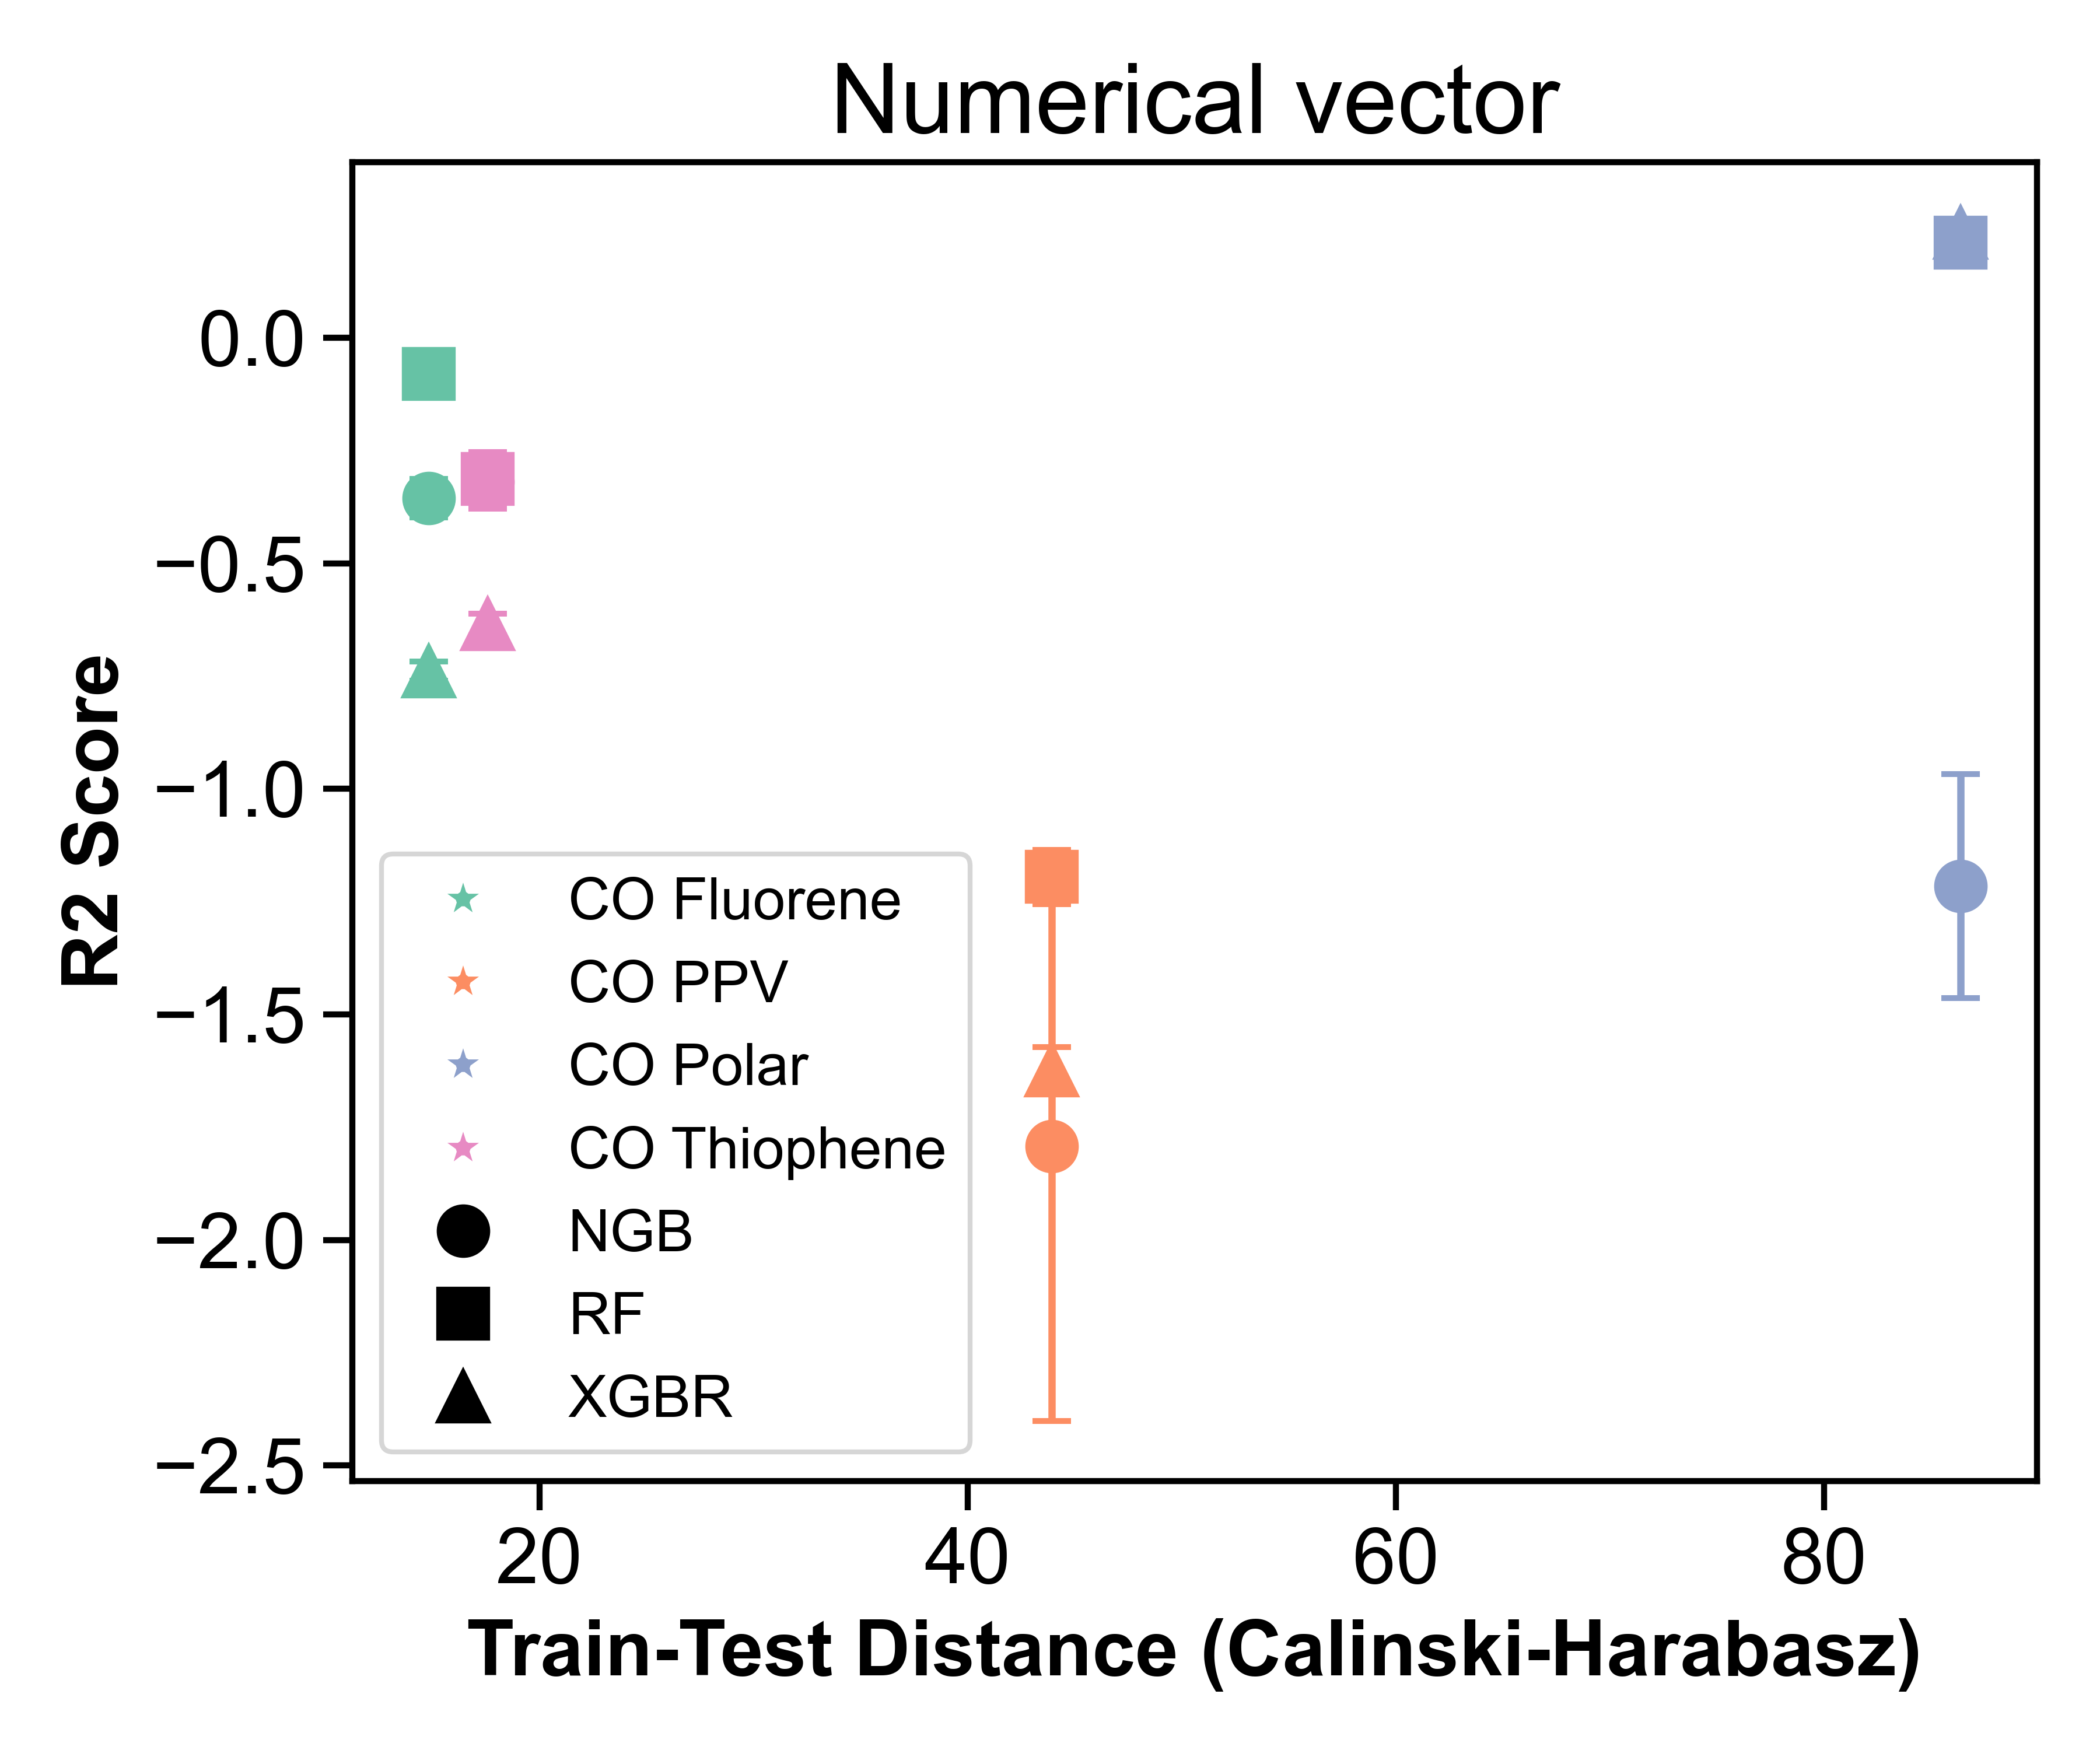 Numerical vector
R2 Score
0.0
−0.5
−1.0
−1.5
−2.0
−2.5
CO Fluorene
CO PPV
CO Polar
CO Thiophene
NGB
RF
XGBR
20 40 60 80
Train-Test Distance (Calinski-Harabasz)